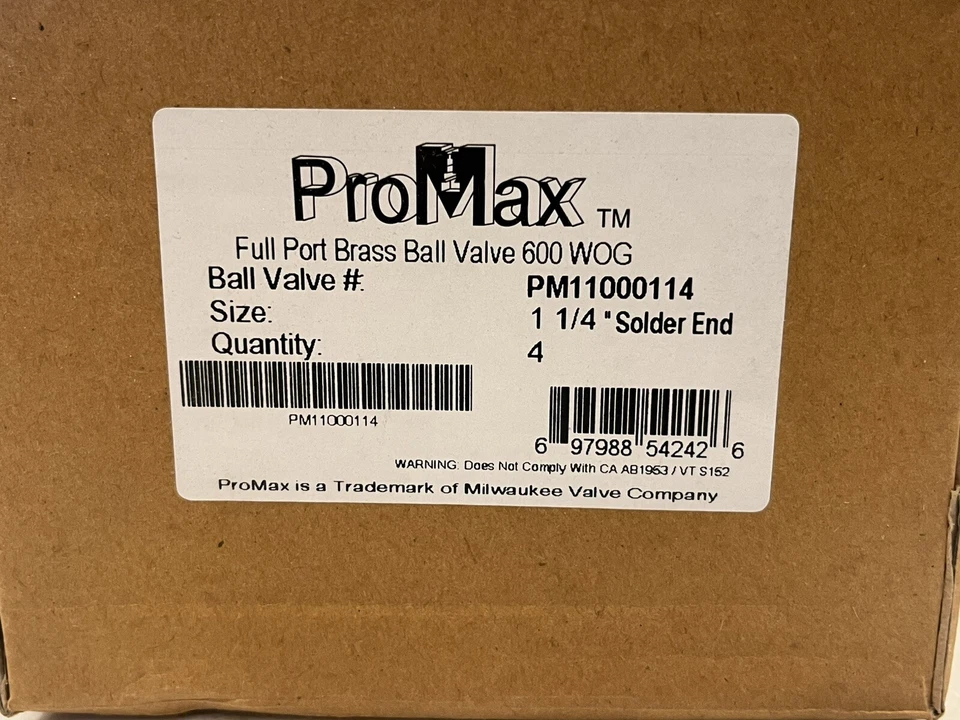 ProMax TM
Full Port Brass Ball Valve 600 WOG
Ball Valve #: PM11000114
Size: 1 1/4 " Solder End
Quantity: 4
PM11000114
6 97988 54242 6
WARNING: Does Not Comply With CA AB1953 / VT S152
ProMax is a Trademark of Milwaukee Valve Company